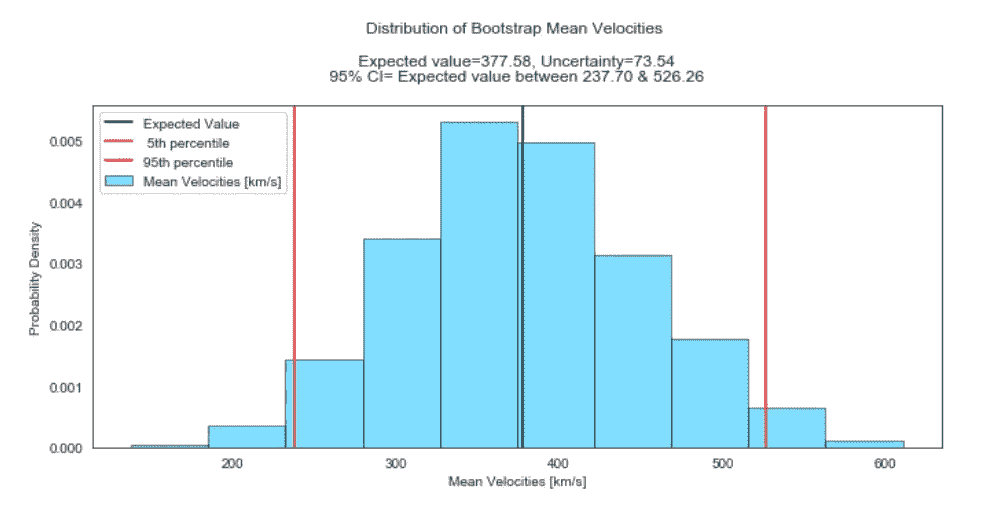 Distribution of Bootstrap Mean Velocities
Expected value=377.58, Uncertainty=73.54
95% CI= Expected value between 237.70 & 526.26
Expected Value
5th percentile
95th percentile
Mean Velocities [km/s]
Probability Density
0.005
0.004
0.003
0.002
0.001
0.000
200 300 400 500 600
Mean Velocities [km/s]